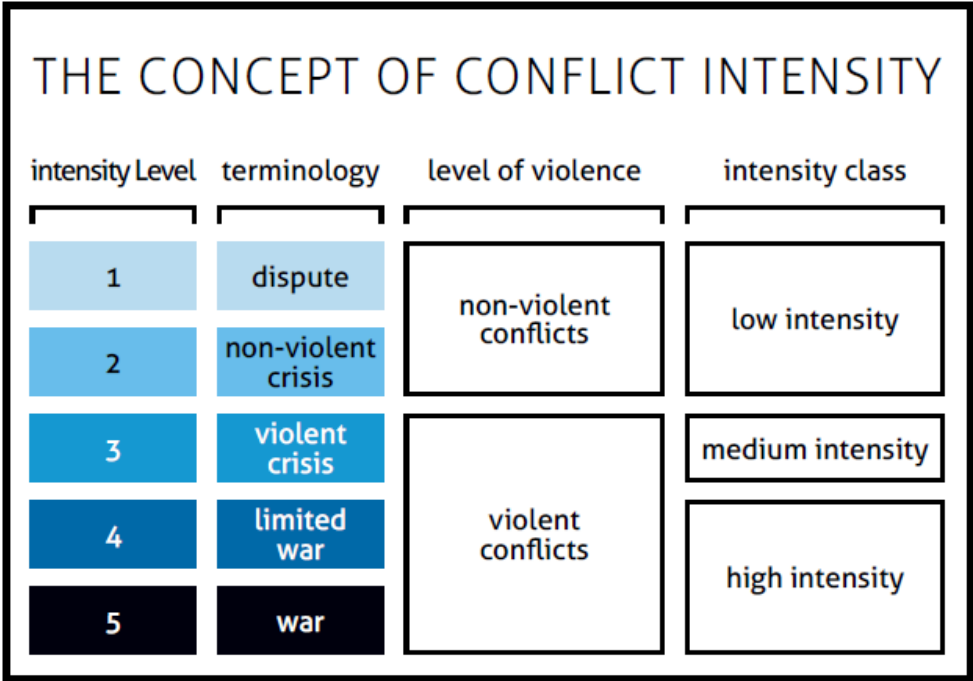 THE CONCEPT OF CONFLICT INTENSITY
intensity Level terminology level of violence intensity class
1 dispute
non-violent
conflicts
low intensity
2 non-violent
crisis
3 violent
crisis
medium intensity
4 limited
war
violent
conflicts
high intensity
5 war